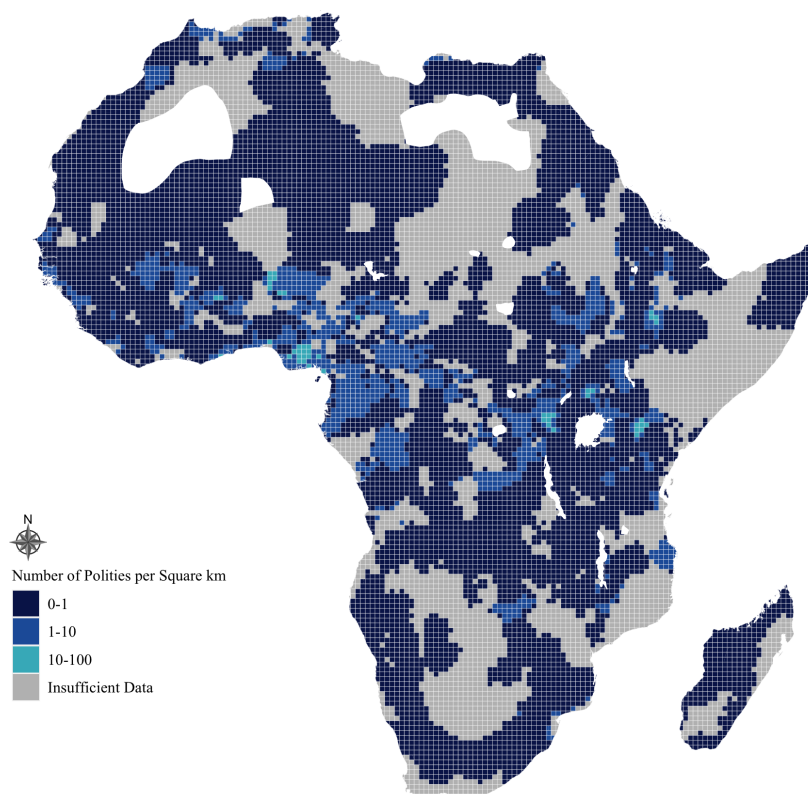 N
Number of Polities per Square km
0-1
1-10
10-100
Insufficient Data